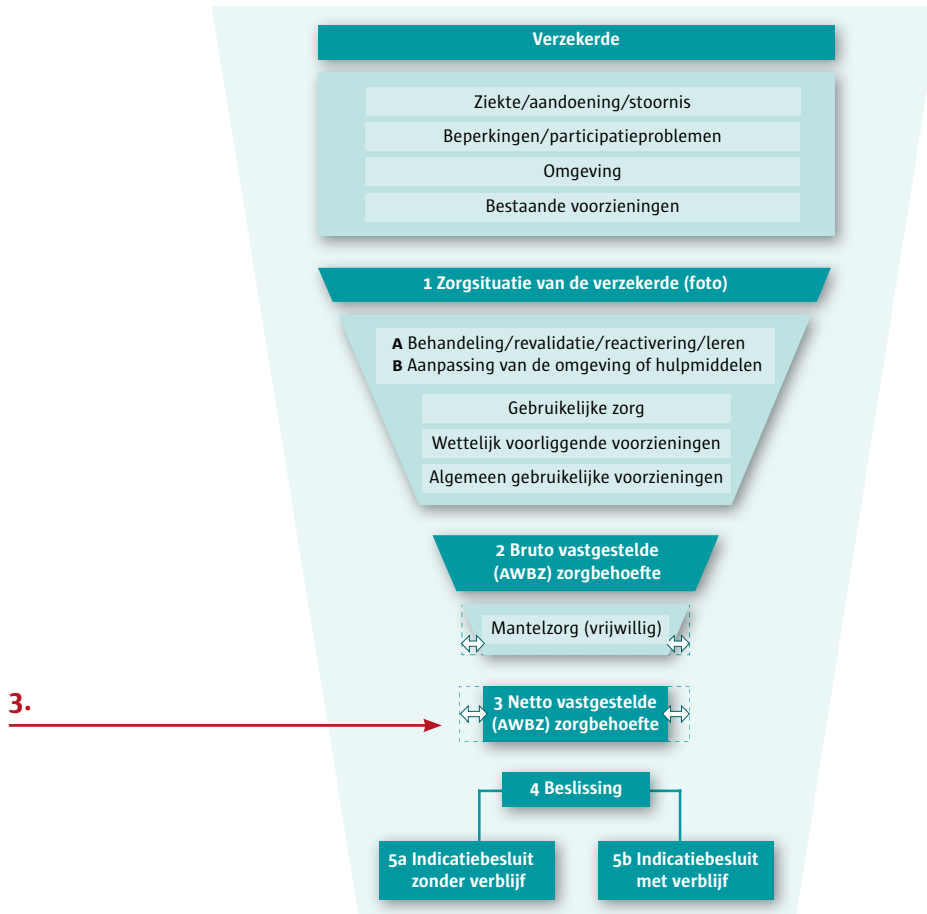 Verzekerde
Ziekte/aandoening/stoornis
Beperkingen/participatieproblemen
Omgeving
Bestaande voorzieningen
1 Zorgsituatie van de verzekerde (foto)
A Behandeling/revalidatie/reactivering/leren
B Aanpassing van de omgeving of hulpmiddelen
Gebruikelijke zorg
Wettelijk voorliggende voorzieningen
Algemeen gebruikelijke voorzieningen
2 Bruto vastgestelde
(AWBZ) zorgbehoefte
Mantelzorg (vrijwillig)
3.
3 Netto vastgestelde
(AWBZ) zorgbehoefte
4 Beslissing
5a Indicatiebesluit
zonder verblijf
5b Indicatiebesluit
met verblijf